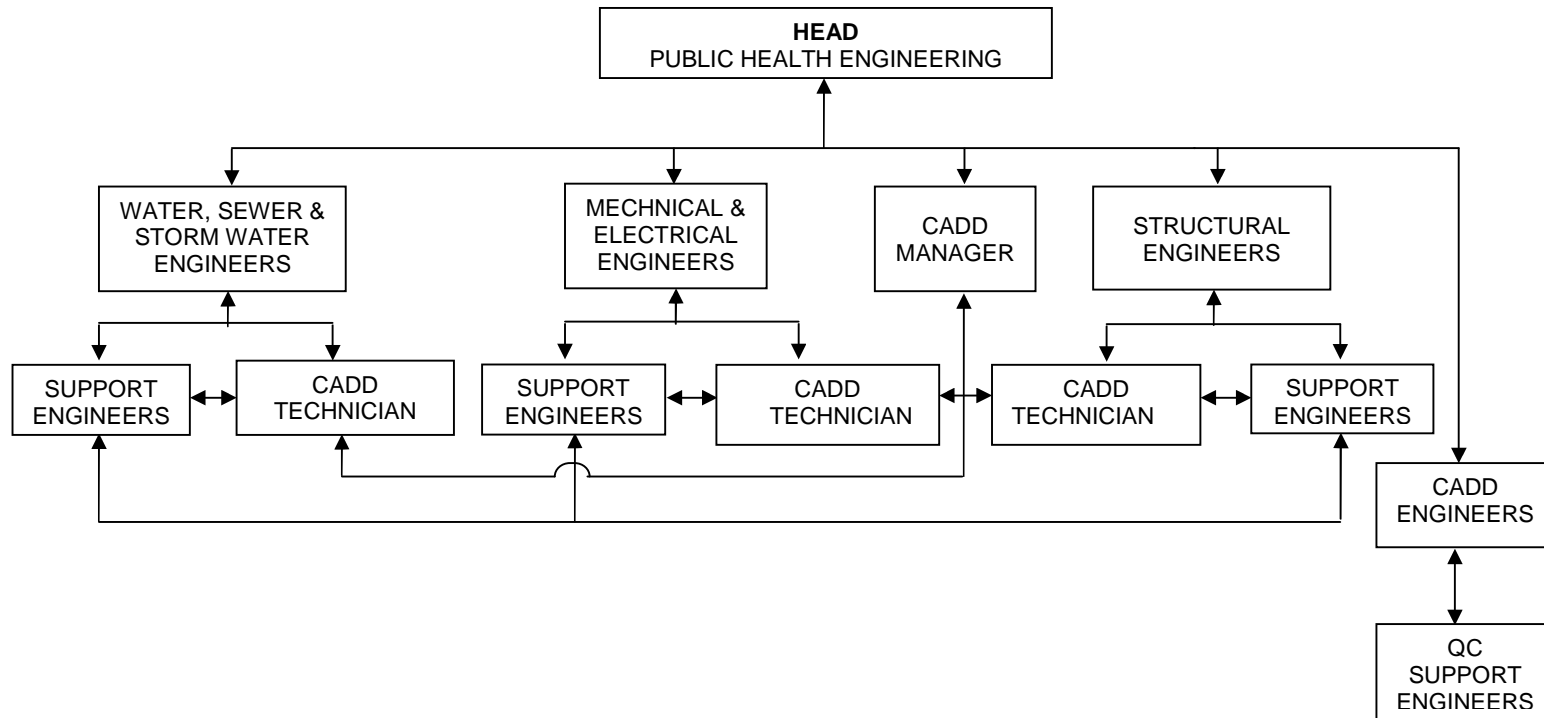 HEAD
PUBLIC HEALTH ENGINEERING
WATER, SEWER &
STORM WATER
ENGINEERS
MECHNICAL &
ELECTRICAL
ENGINEERS
CADD
MANAGER
STRUCTURAL
ENGINEERS
SUPPORT
ENGINEERS
CADD
TECHNICIAN
SUPPORT
ENGINEERS
CADD
TECHNICIAN
CADD
TECHNICIAN
SUPPORT
ENGINEERS
CADD
ENGINEERS
QC
SUPPORT
ENGINEERS